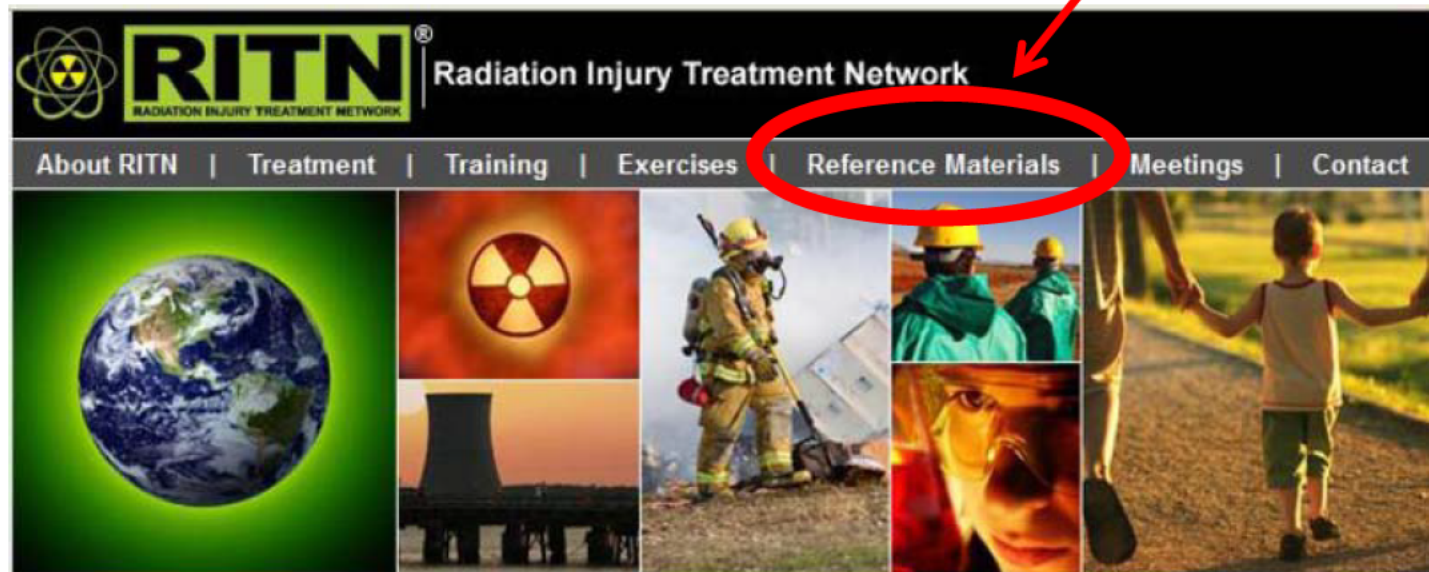 RITN®
RADIATION INJURY TREATMENT NETWORK
Radiation Injury Treatment Network
About RITN | Treatment | Training | Exercises | Reference Materials | Meetings | Contact